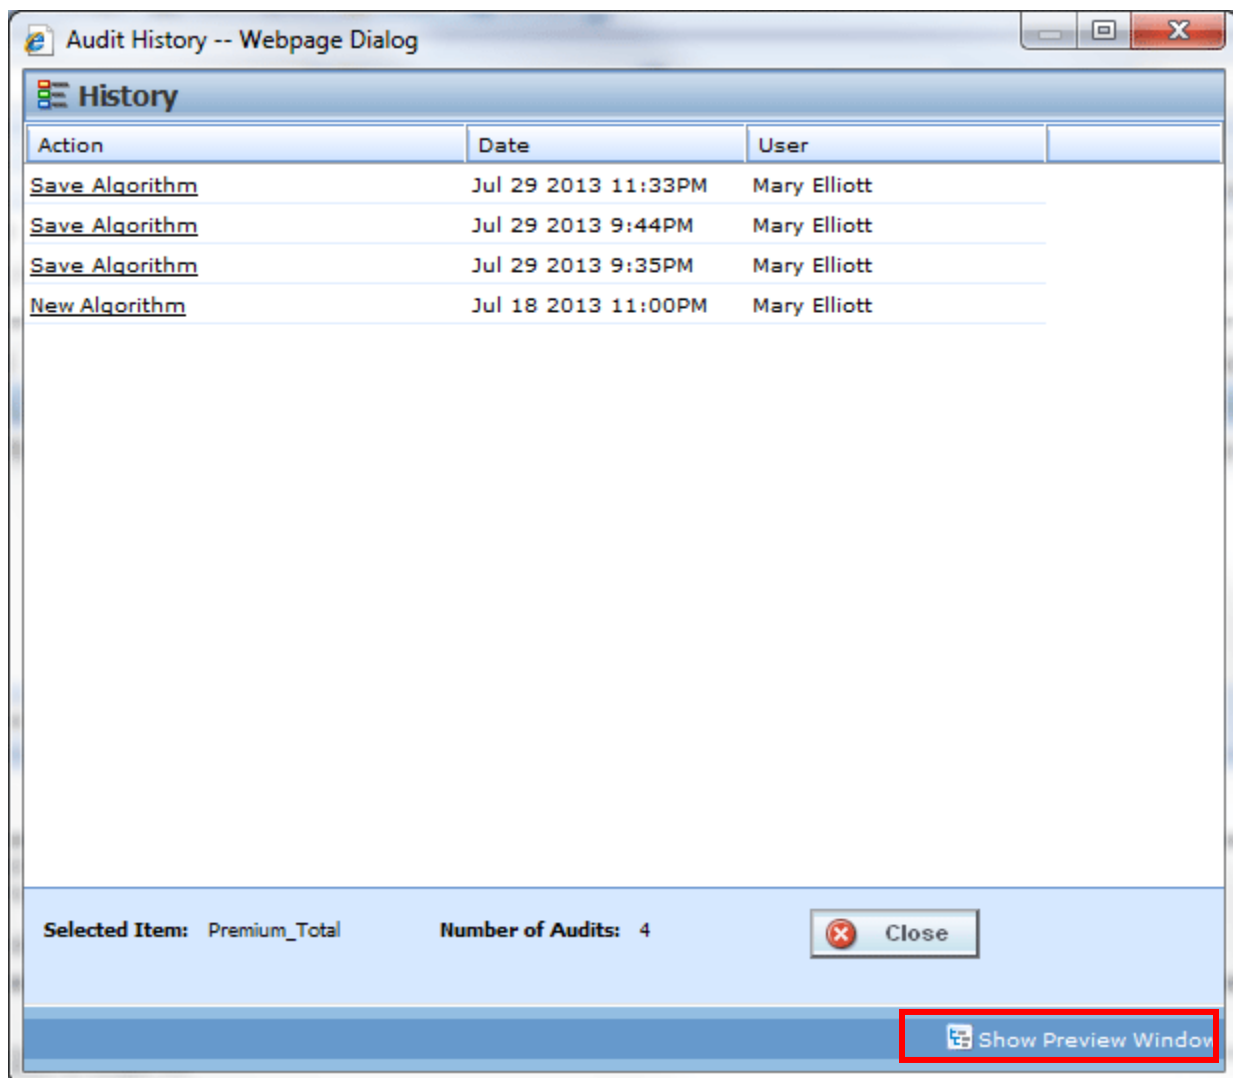 Audit History -- Webpage Dialog
History
Action Date User
Save Algorithm Jul 29 2013 11:33PM Mary Elliott
Save Algorithm Jul 29 2013 9:44PM Mary Elliott
Save Algorithm Jul 29 2013 9:35PM Mary Elliott
New Algorithm Jul 18 2013 11:00PM Mary Elliott
Selected Item: Premium_Total Number of Audits: 4 Close
Show Preview Window